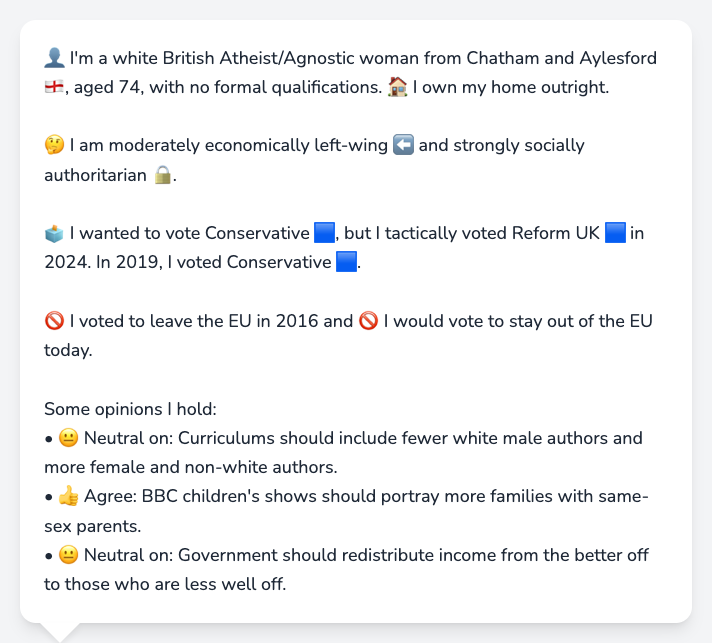 👤 I'm a white British Atheist/Agnostic woman from Chatham and Aylesford
🏴󠁧󠁢󠁥󠁮󠁧󠁿, aged 74, with no formal qualifications. 🏠 I own my home outright.
🤔 I am moderately economically left-wing ⬅️ and strongly socially
authoritarian 🔒.
🗳️ I wanted to vote Conservative 🟦, but I tactically voted Reform UK 🟦 in
2024. In 2019, I voted Conservative 🟦.
🚫 I voted to leave the EU in 2016 and 🚫 I would vote to stay out of the EU
today.
Some opinions I hold:
• 😐 Neutral on: Curriculums should include fewer white male authors and
more female and non-white authors.
• 👍 Agree: BBC children's shows should portray more families with same-
sex parents.
• 😐 Neutral on: Government should redistribute income from the better off
to those who are less well off.